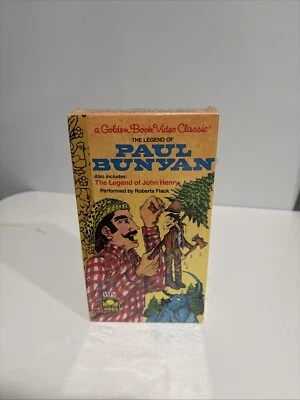 a Golden Book Video Classic
THE LEGEND OF
PAUL
BUNYAN
Also includes:
The Legend of John Henry
Performed by Roberta Flack
VHS